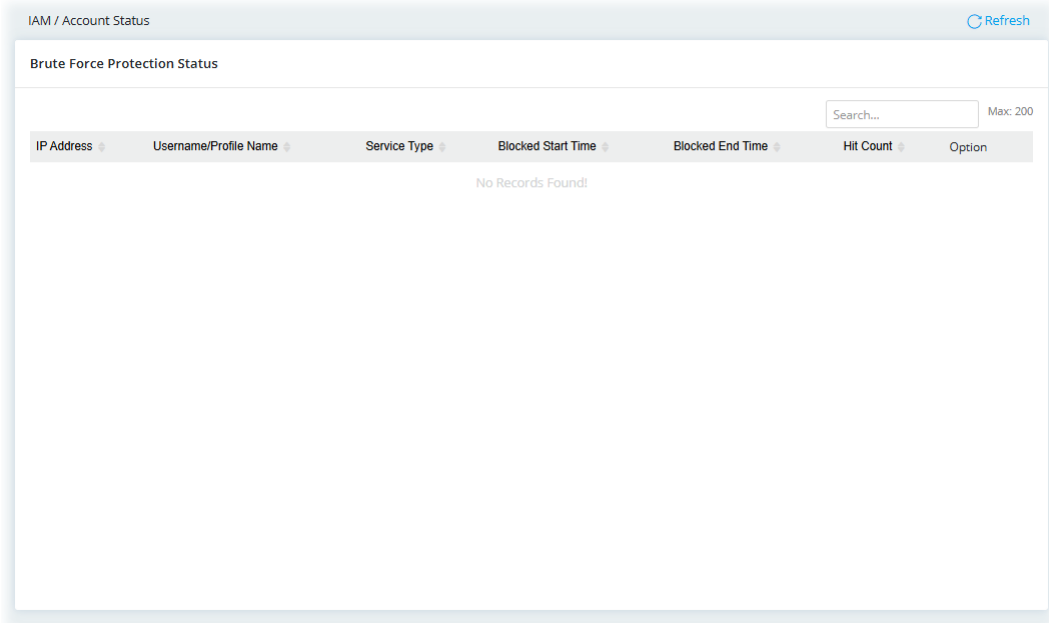 IAM / Account Status
Refresh
Brute Force Protection Status
Search...
Max: 200
IP Address Username/Profile Name Service Type Blocked Start Time Blocked End Time Hit Count Option
No Records Found!